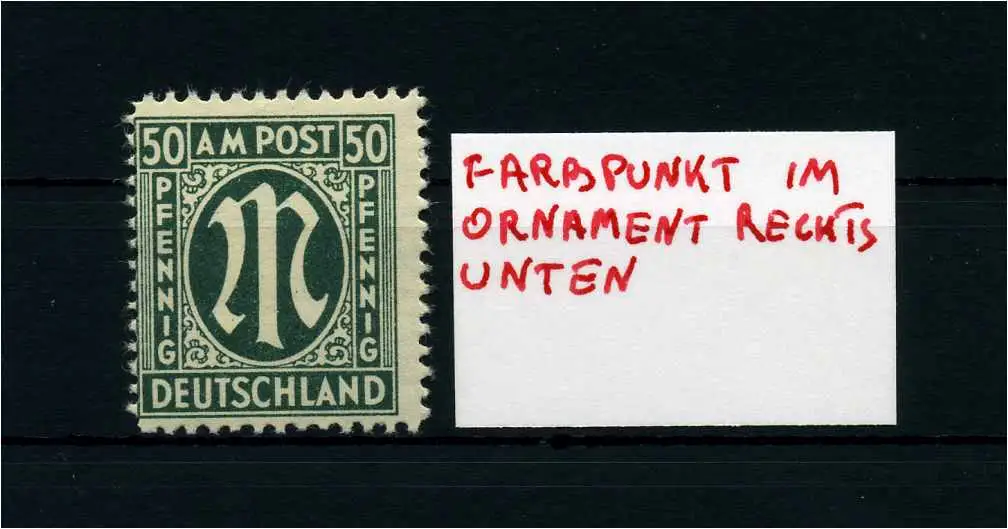 50 AM POST 50
PFENNIG
M
PFENNIG
DEUTSCHLAND
FARBPUNKT IM
ORNAMENT RECHTS
UNTEN